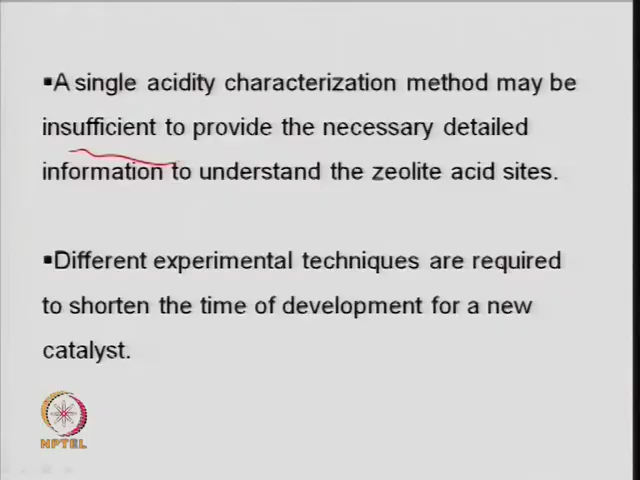 ▪A single acidity characterization method may be
insufficient to provide the necessary detailed
information to understand the zeolite acid sites.
▪Different experimental techniques are required
to shorten the time of development for a new
catalyst.
NPTEL